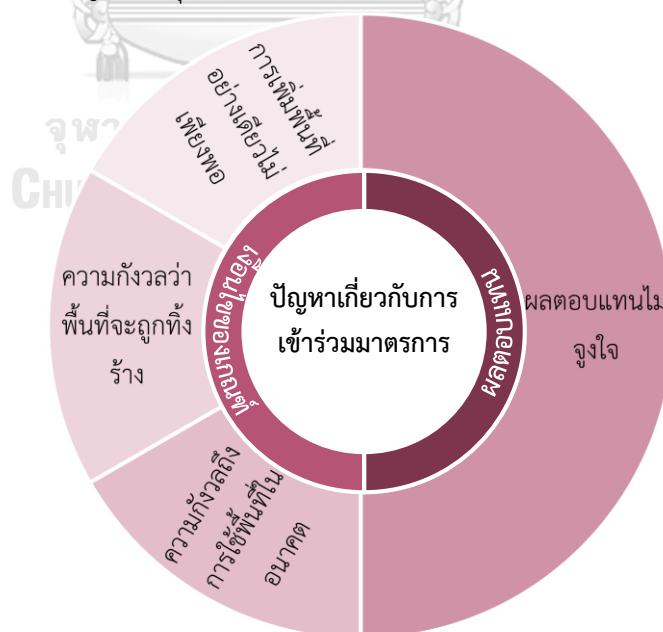 การเพิ่มพื้นที่
อย่างเดียวไม่
เพียงพอ
จุฬา
CHU
ความกังวลว่า
พื้นที่จะถูกทิ้ง
ร้าง
เงื่อนไขของเกณฑ์
ปัญหาเกี่ยวกับการ
เข้าร่วมมาตรการ
ผลตอบแทน
ผลตอบแทนไม่
จูงใจ
ความกังวลถึง
การใช้พื้นที่ใน
อนาคต